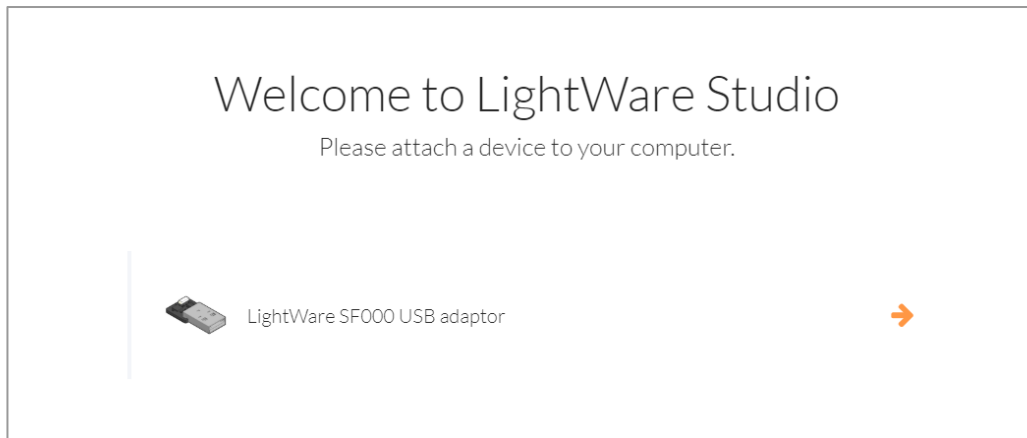 Welcome to LightWare Studio
Please attach a device to your computer.
LightWare SF000 USB adaptor